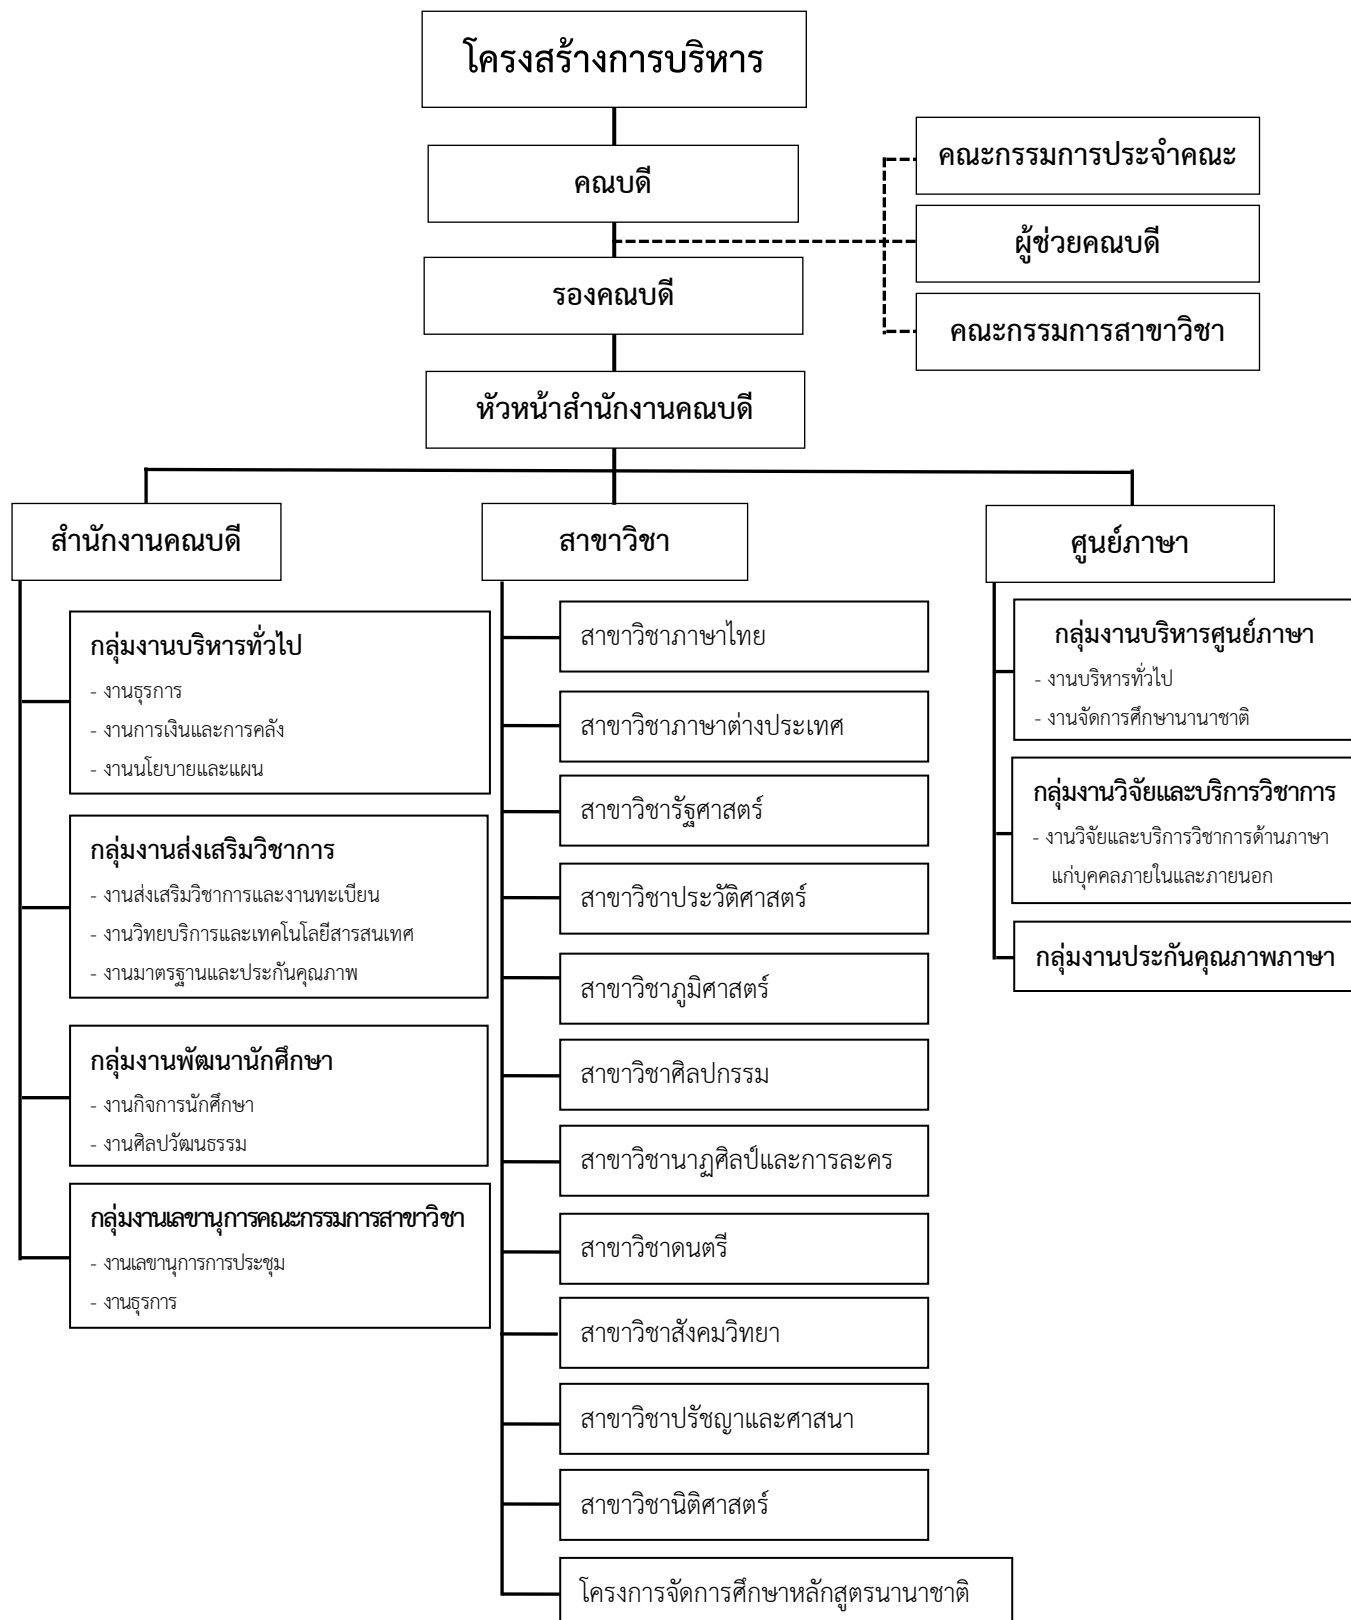 โครงสร้างการบริหาร
คณบดี
คณะกรรมการประจำคณะ
ผู้ช่วยคณบดี
คณะกรรมการสาขาวิชา
รองคณบดี
หัวหน้าสำนักงานคณบดี
สำนักงานคณบดี
กลุ่มงานบริหารทั่วไป
- งานธุรการ
- งานการเงินและการคลัง
- งานนโยบายและแผน
กลุ่มงานส่งเสริมวิชาการ
- งานส่งเสริมวิชาการและงานทะเบียน
- งานวิทยบริการและเทคโนโลยีสารสนเทศ
- งานมาตรฐานและประกันคุณภาพ
กลุ่มงานพัฒนานักศึกษา
- งานกิจการนักศึกษา
- งานศิลปวัฒนธรรม
กลุ่มงานเลขานุการคณะกรรมการสาขาวิชา
- งานเลขานุการการประชุม
- งานธุรการ
สาขาวิชา
สาขาวิชาภาษาไทย
สาขาวิชาภาษาต่างประเทศ
สาขาวิชารัฐศาสตร์
สาขาวิชาประวัติศาสตร์
สาขาวิชาภูมิศาสตร์
สาขาวิชาศิลปกรรม
สาขาวิชานาฏศิลป์และการละคร
สาขาวิชาดนตรี
สาขาวิชาสังคมวิทยา
สาขาวิชาปรัชญาและศาสนา
สาขาวิชานิติศาสตร์
โครงการจัดการศึกษาหลักสูตรนานาชาติ
ศูนย์ภาษา
กลุ่มงานบริหารศูนย์ภาษา
- งานบริหารทั่วไป
- งานจัดการศึกษานานาชาติ
กลุ่มงานวิจัยและบริการวิชาการ
- งานวิจัยและบริการวิชาการด้านภาษา
แก่บุคคลภายในและภายนอก
กลุ่มงานประกันคุณภาพภาษา